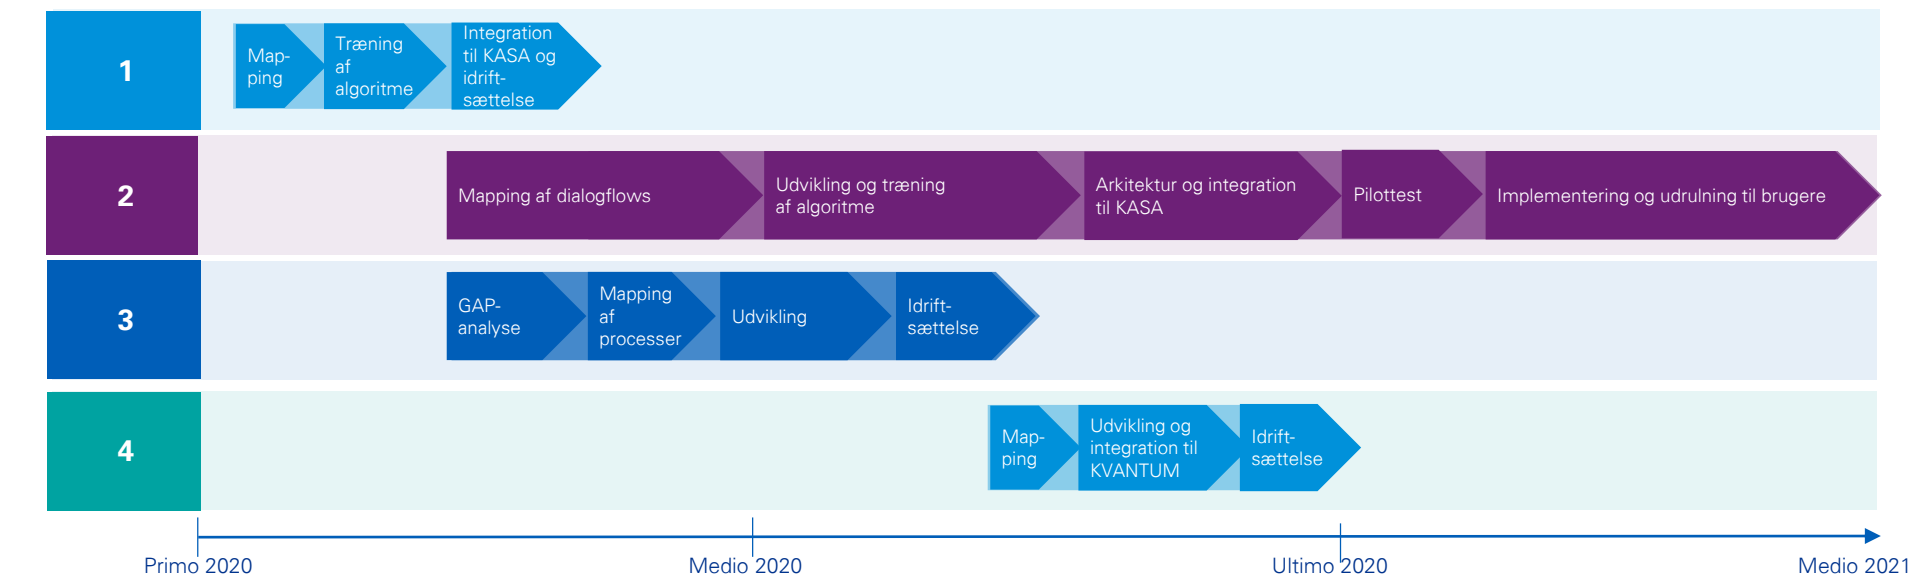 1
Map-
ping
Træning
af
algoritme
Integration
til KASA og
idrift-
sættelse
2
Mapping af dialogflows
Udvikling og træning
af algoritme
Arkitektur og integration
til KASA
Pilottest
Implementering og udrulning til brugere
3
GAP-
analyse
Mapping
af
processer
Udvikling
Idrift-
sættelse
4
Map-
ping
Udvikling og
integration til
KVANTUM
Idrift-
sættelse
Primo 2020
Medio 2020
Ultimo 2020
Medio 2021